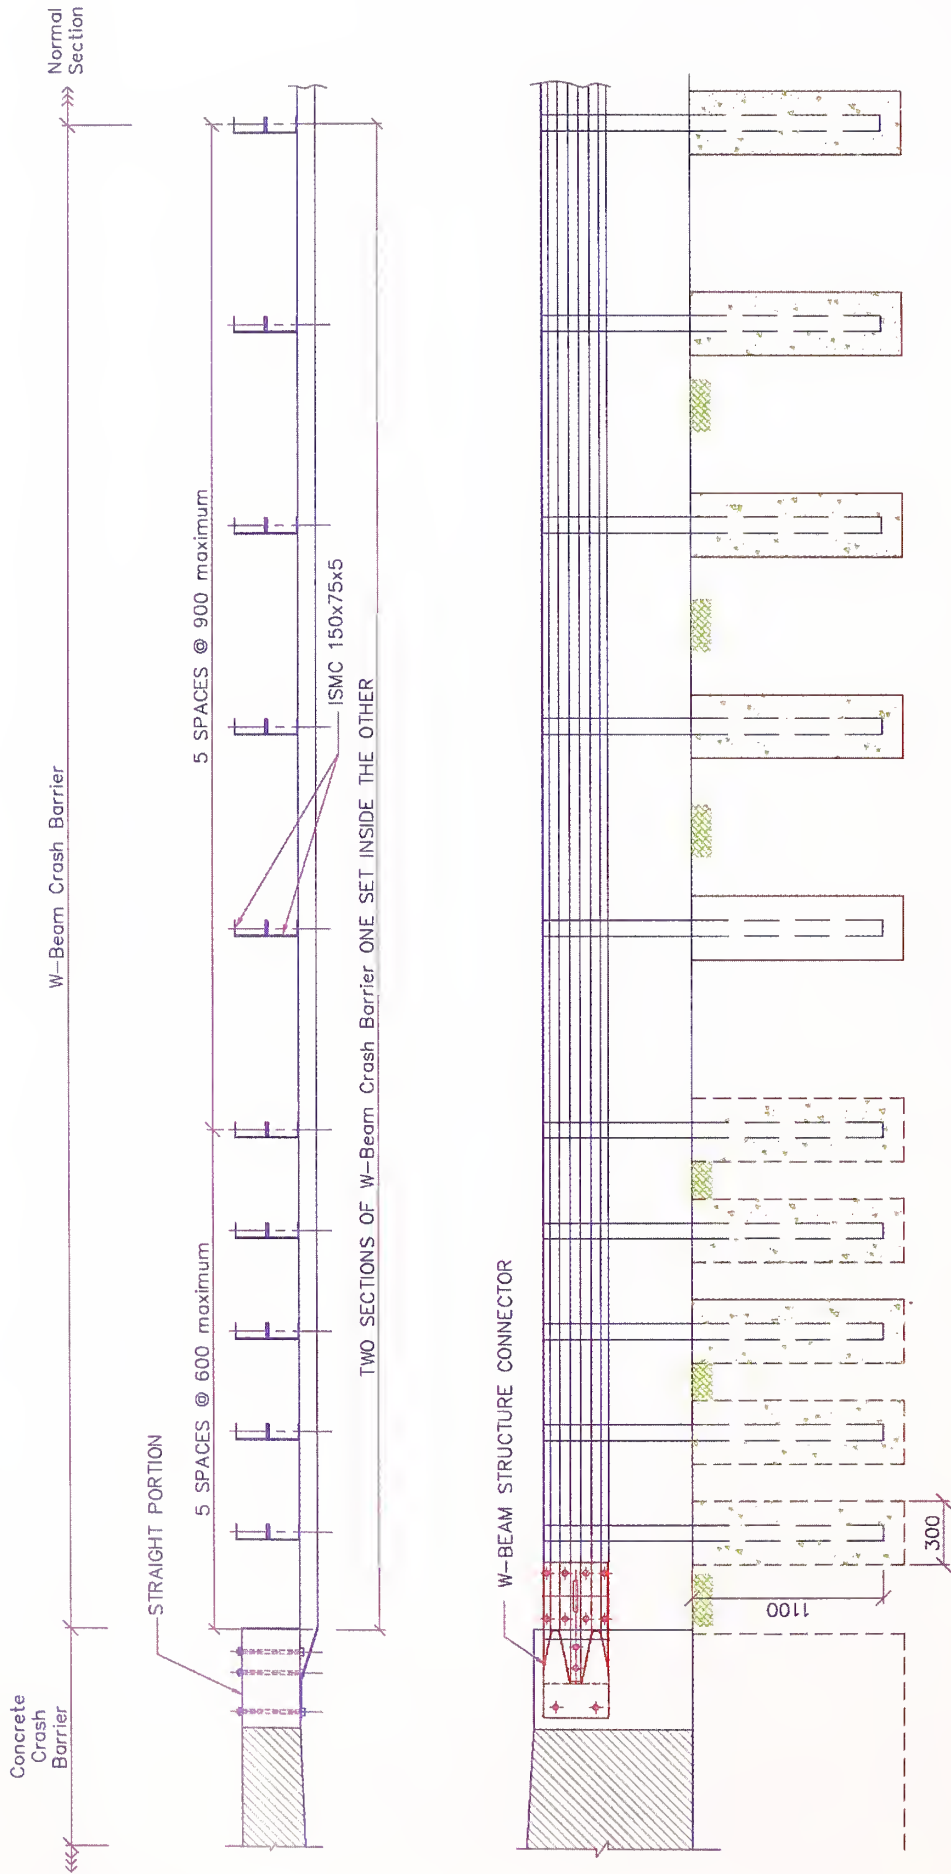 Concrete
Crash
Barrier
W-Beam Crash Barrier
Normal
Section
STRAIGHT PORTION
5 SPACES @ 600 maximum
5 SPACES @ 900 maximum
ISMC 150x75x5
TWO SECTIONS OF W-Beam Crash Barrier ONE SET INSIDE THE OTHER
W-BEAM STRUCTURE CONNECTOR
1100
300